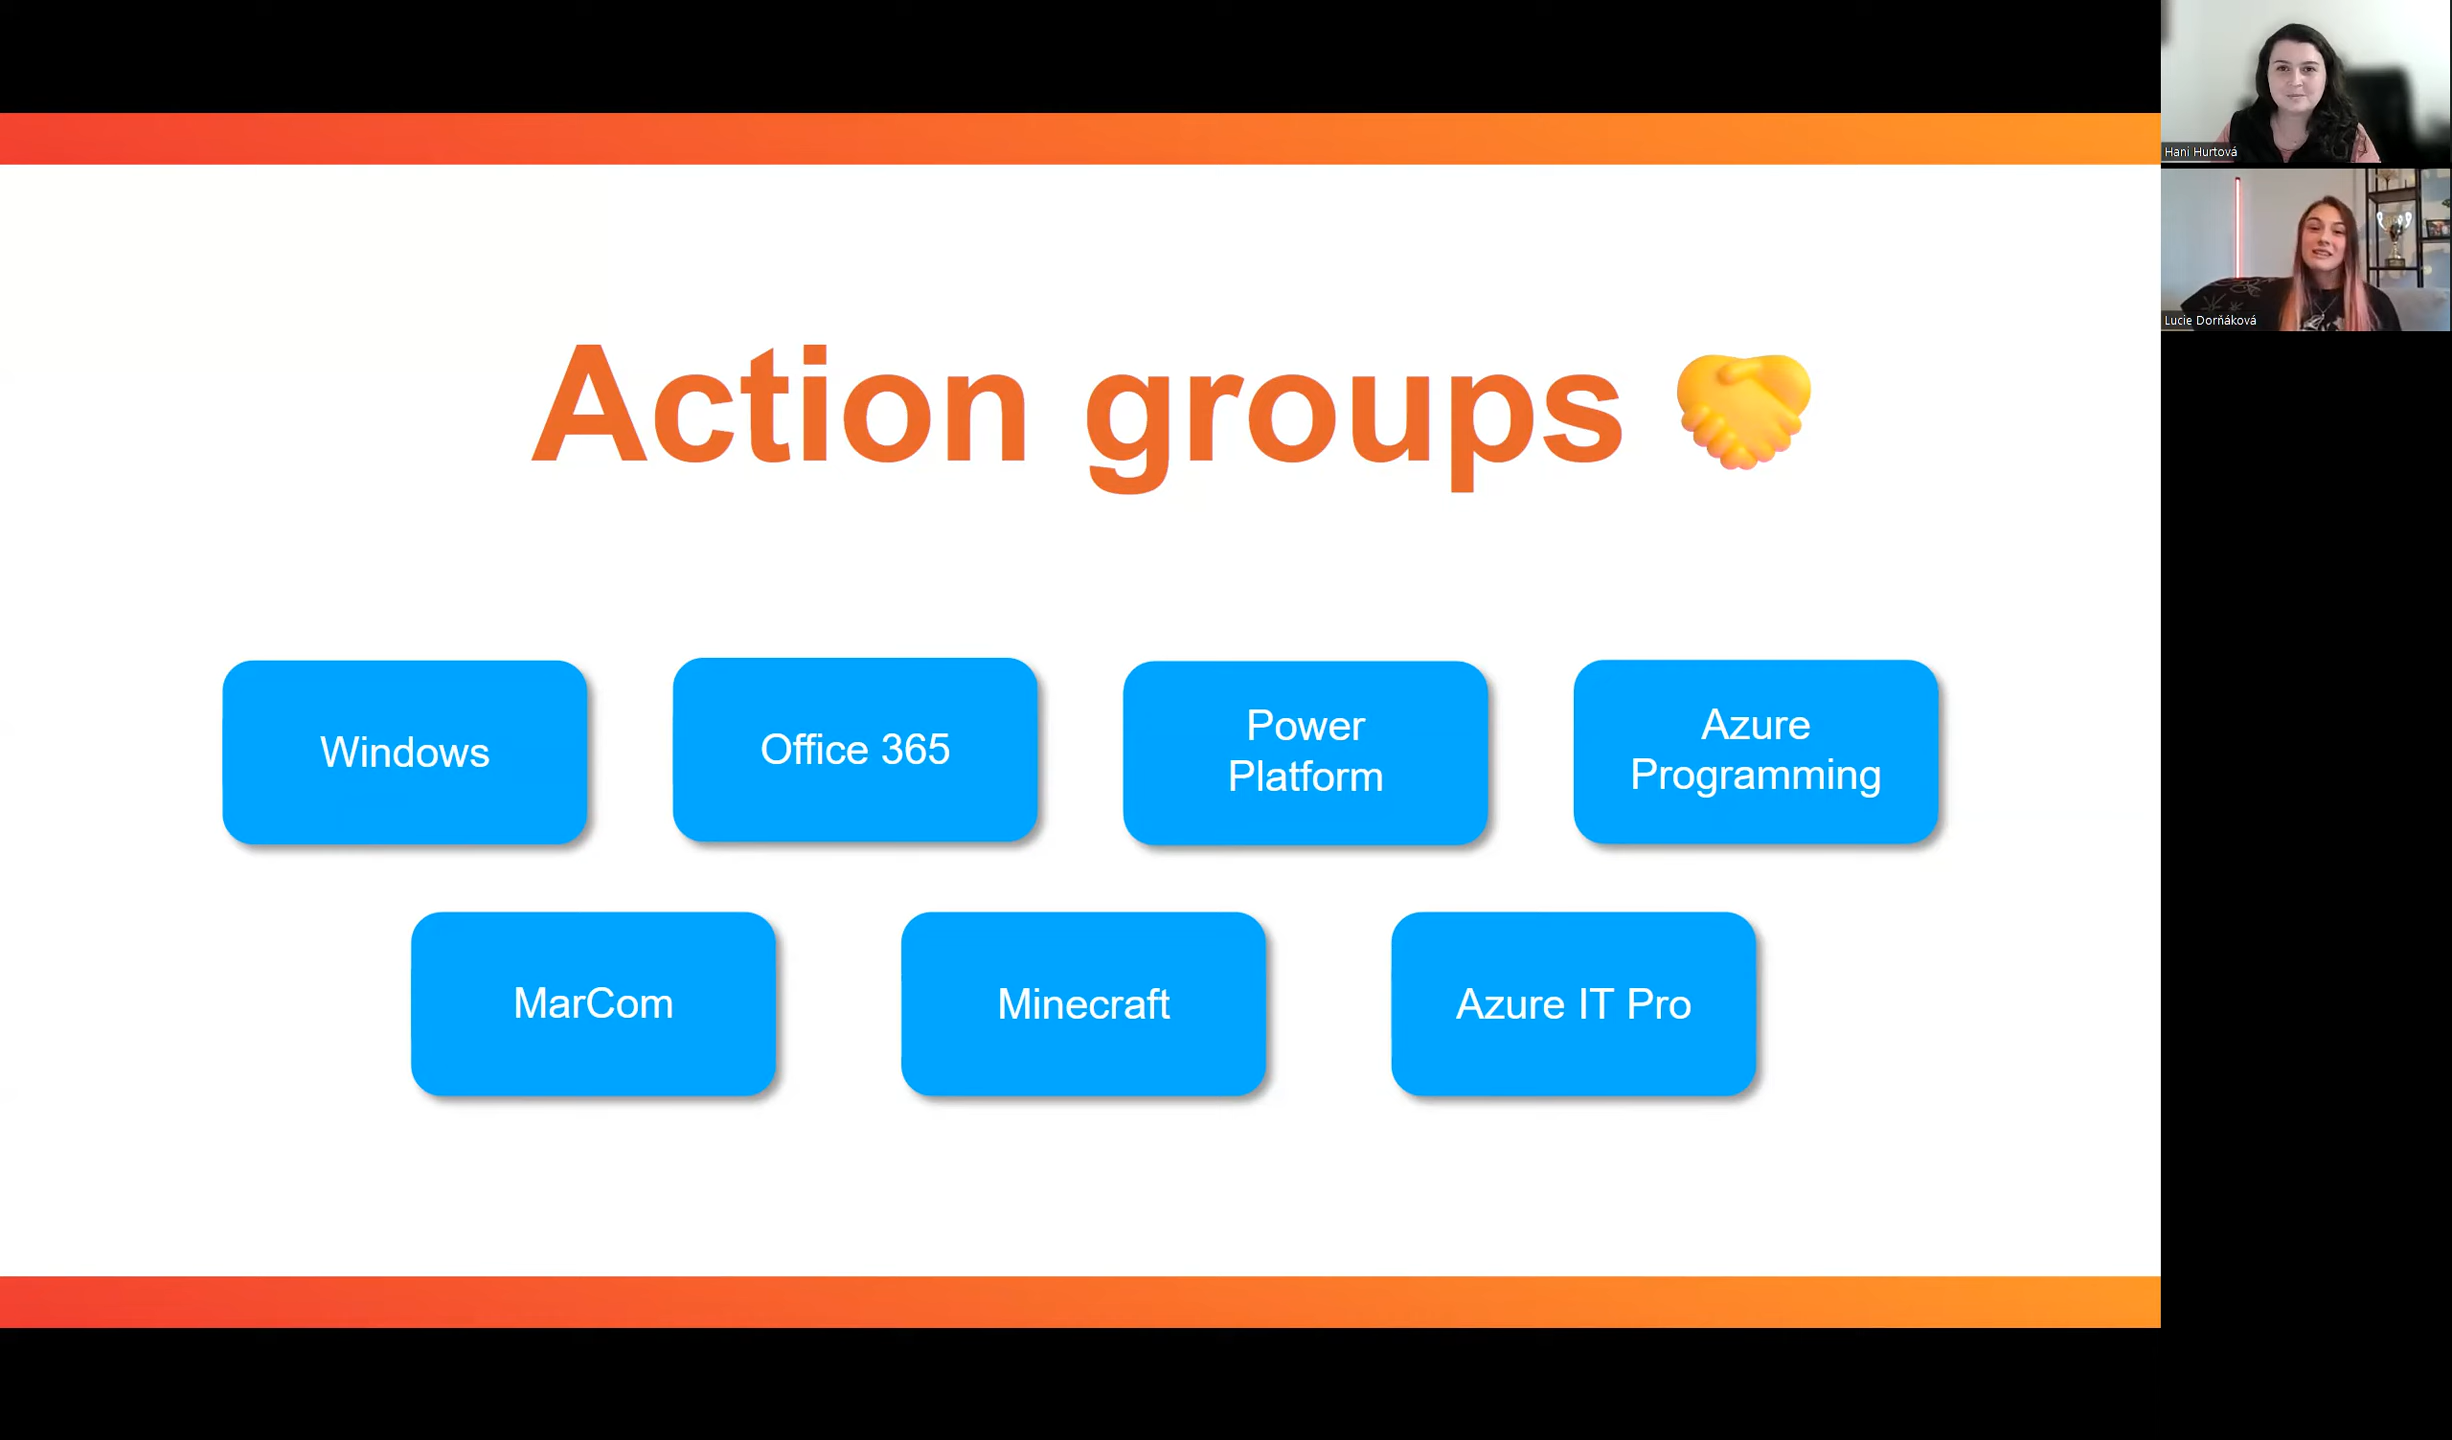 Action groups
Windows
Office 365
Power
Platform
Azure
Programming
MarCom
Minecraft
Azure IT Pro
Hani Hurtová
Lucie Dorňáková